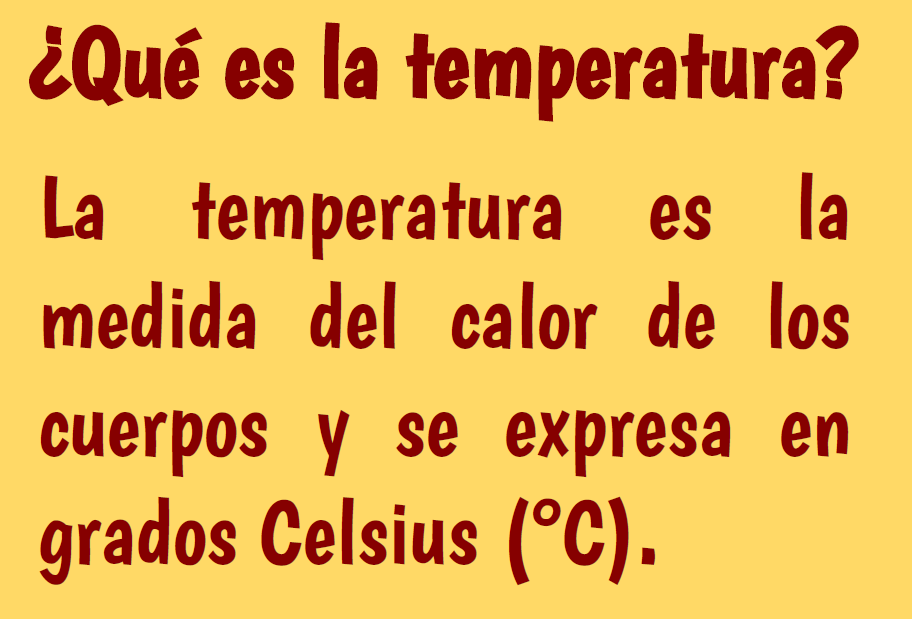 ¿Qué es la temperatura?
La temperatura es la
medida del calor de los
cuerpos y se expresa en
grados Celsius (°C).